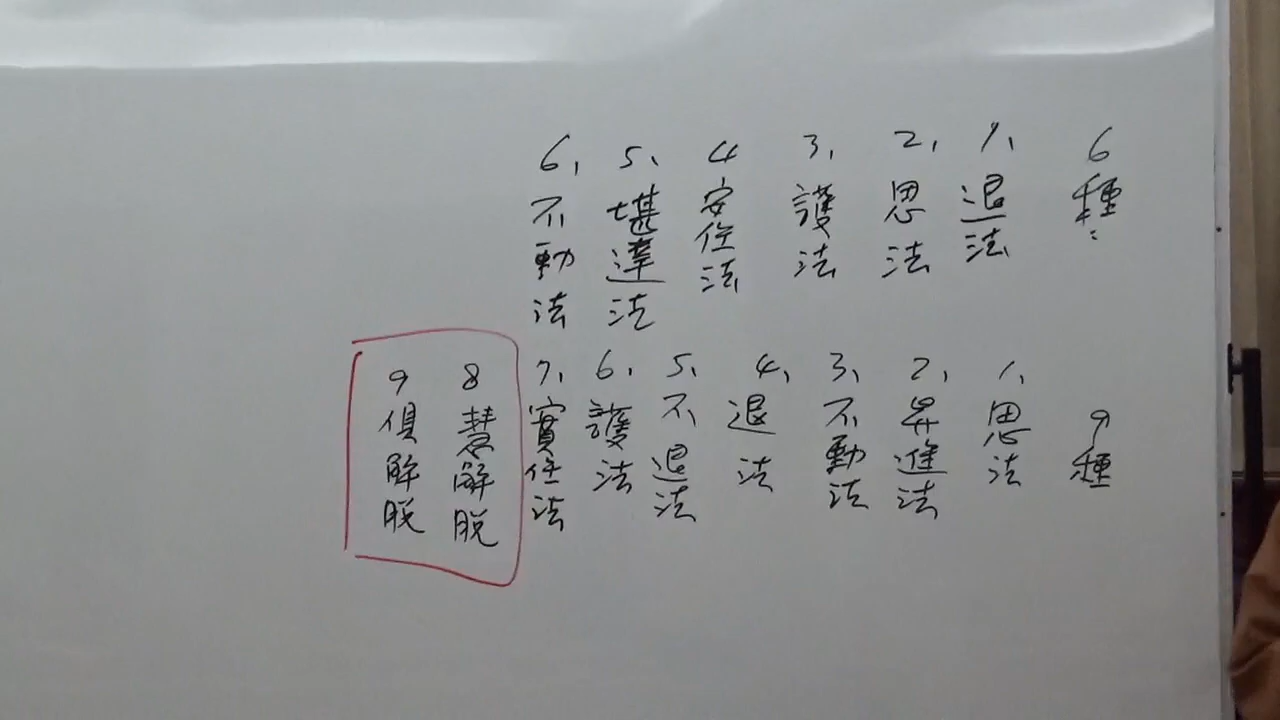 6種:
1、退法
2、思法
3、護法
4安住法
5、堪達法
6、不動法
9種
1、思法
2、昇進法
3、不動法
4、退法
5、不退法
6、護法
7、實住法
8慧解脫
9俱解脫